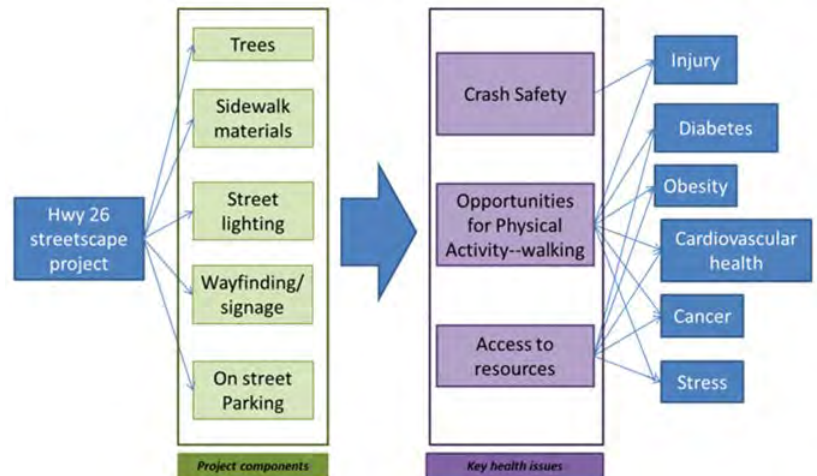 Hwy 26
streetscape
project
Trees
Sidewalk
materials
Street
lighting
Wayfinding/
signage
On street
Parking
Project components
Crash Safety
Opportunities
for Physical
Activity--walking
Access to
resources
Key health issues
Injury
Diabetes
Obesity
Cardiovascular
health
Cancer
Stress